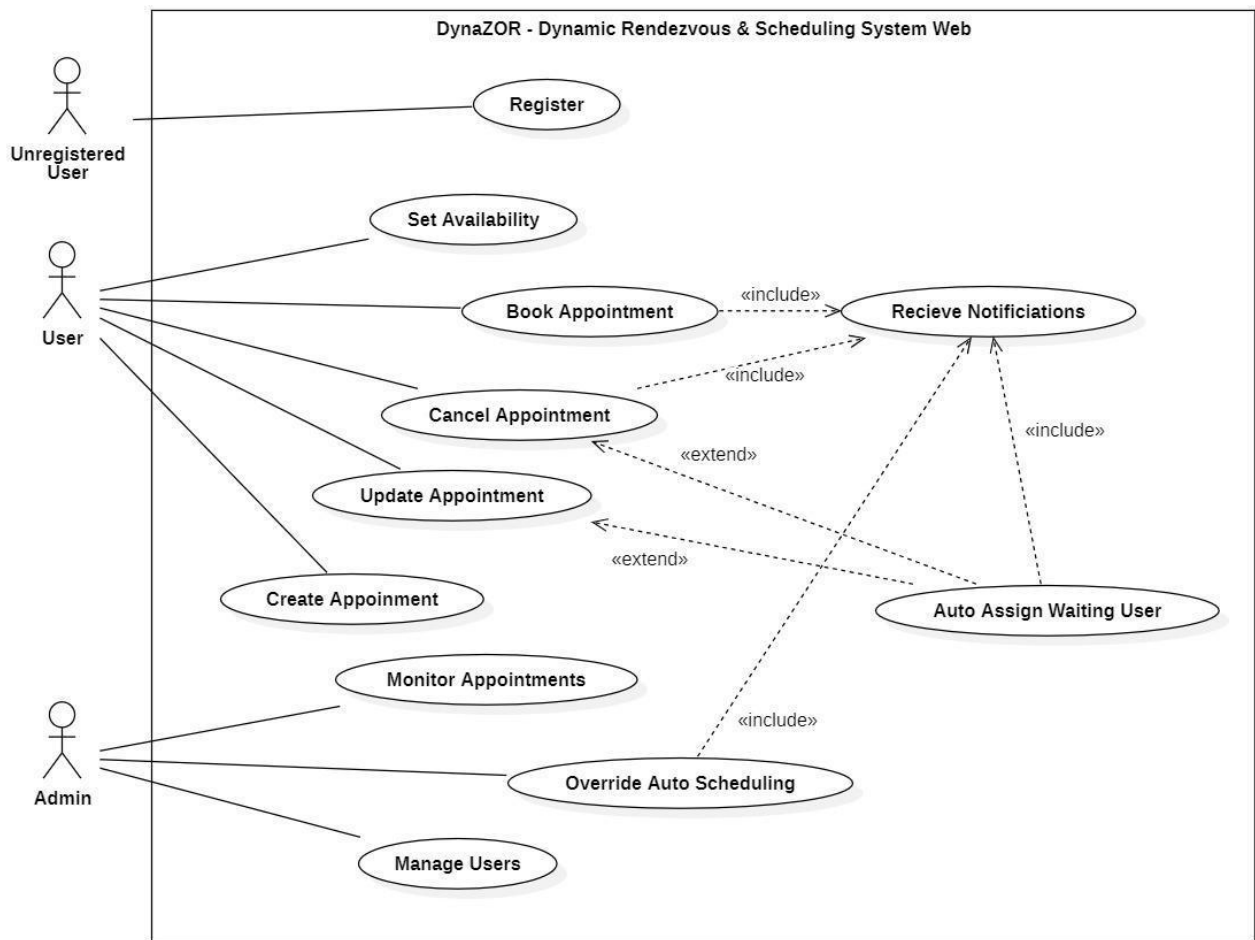 DynaZOR - Dynamic Rendezvous & Scheduling System Web
Register
Unregistered
User
Set Availability
User
Book Appointment
«include»
Recieve Notificiations
Cancel Appointment
«include»
Update Appointment
«extend»
«include»
«extend»
Create Appoinment
Auto Assign Waiting User
Monitor Appointments
Admin
«include»
Override Auto Scheduling
Manage Users